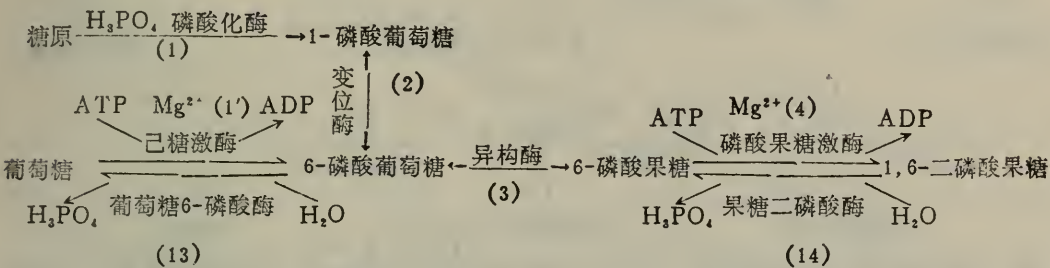 H₃PO₄ 磷酸化酶
糖原 →1-磷酸葡萄糖
(1)
变位酶 (2)
ATP Mg²⁺ (1′) ADP
己糖激酶
ATP Mg²⁺(4) ADP
磷酸果糖激酶
葡萄糖 6-磷酸葡萄糖 异构酶 6-磷酸果糖 1,6-二磷酸果糖
(3)
H₃PO₄ 葡萄糖6-磷酸酶 H₂O
H₃PO₄ 果糖二磷酸酶 H₂O
(13) (14)